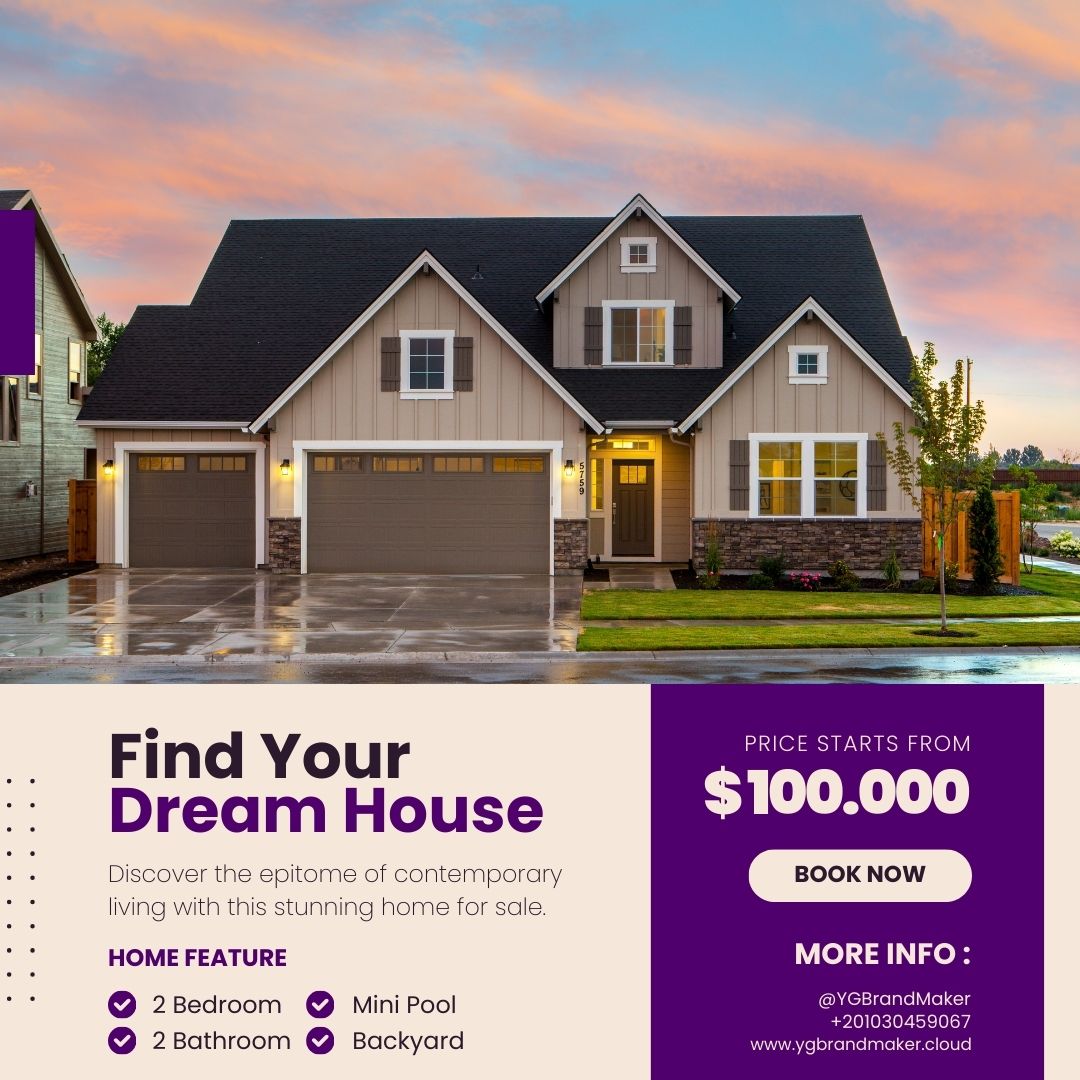 5759
Find Your
Dream House
Discover the epitome of contemporary
living with this stunning home for sale.
HOME FEATURE
2 Bedroom
Mini Pool
2 Bathroom
Backyard
PRICE STARTS FROM
$100.000
BOOK NOW
MORE INFO :
@YGBrandMaker
+201030459067
www.ygbrandmaker.cloud